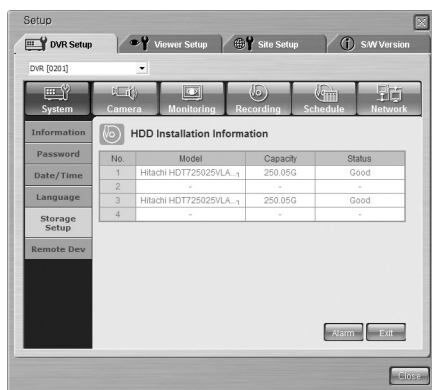 Setup
DVR Setup Viewer Setup Site Setup S/W Version
DVR [0201]
System Camera Monitoring Recording Schedule Network
Information
Password
Date/Time
Language
Storage Setup
Remote Dev
HDD Installation Information
No. Model Capacity Status
1 Hitachi HDT725025VLA...1 250.05G Good
2 - - -
3 Hitachi HDT725025VLA...1 250.05G Good
4 - - -
Alarm Exit
Close